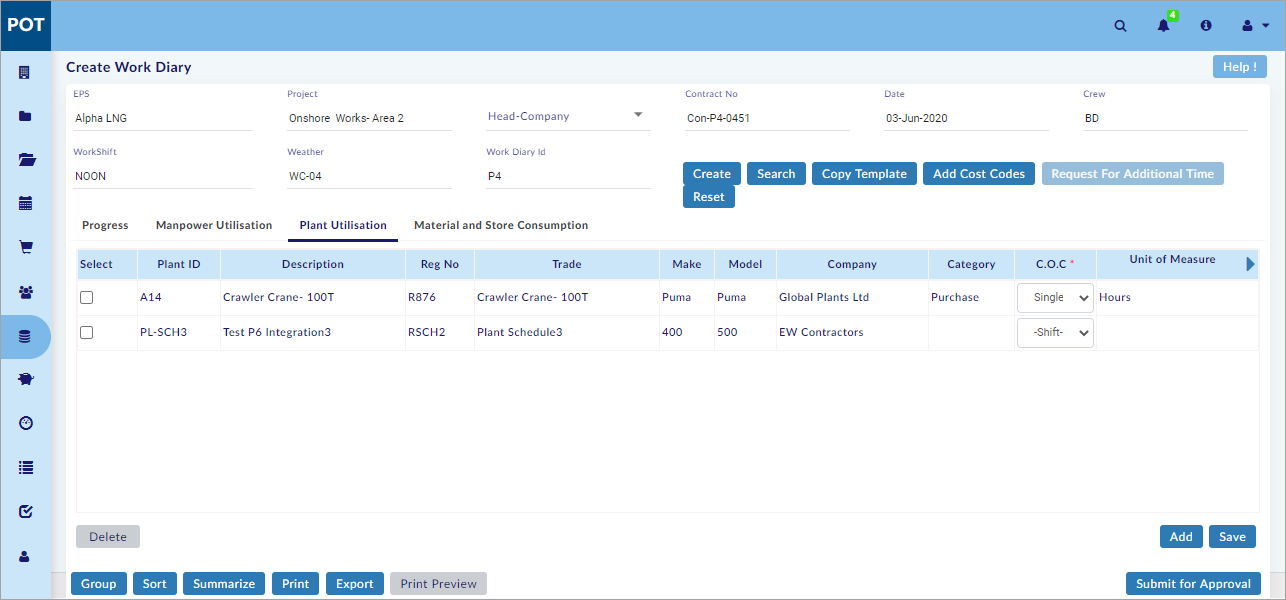 POT
4
Create Work Diary
Help !
EPS Project Contract No Date Crew
Alpha LNG Onshore Works- Area 2 Head-Company Con-P4-0451 03-Jun-2020 BD
WorkShift Weather Work Diary Id
NOON WC-04 P4
Create Search Copy Template Add Cost Codes Request For Additional Time
Reset
Progress Manpower Utilisation Plant Utilisation Material and Store Consumption
Select Plant ID Description Reg No Trade Make Model Company Category C.O.C * Unit of Measure
A14 Crawler Crane- 100T R876 Crawler Crane- 100T Puma Puma Global Plants Ltd Purchase Single Hours
PL-SCH3 Test P6 Integration3 RSCH2 Plant Schedule3 400 500 EW Contractors -Shift-
Delete Add Save
Group Sort Summarize Print Export Print Preview Submit for Approval